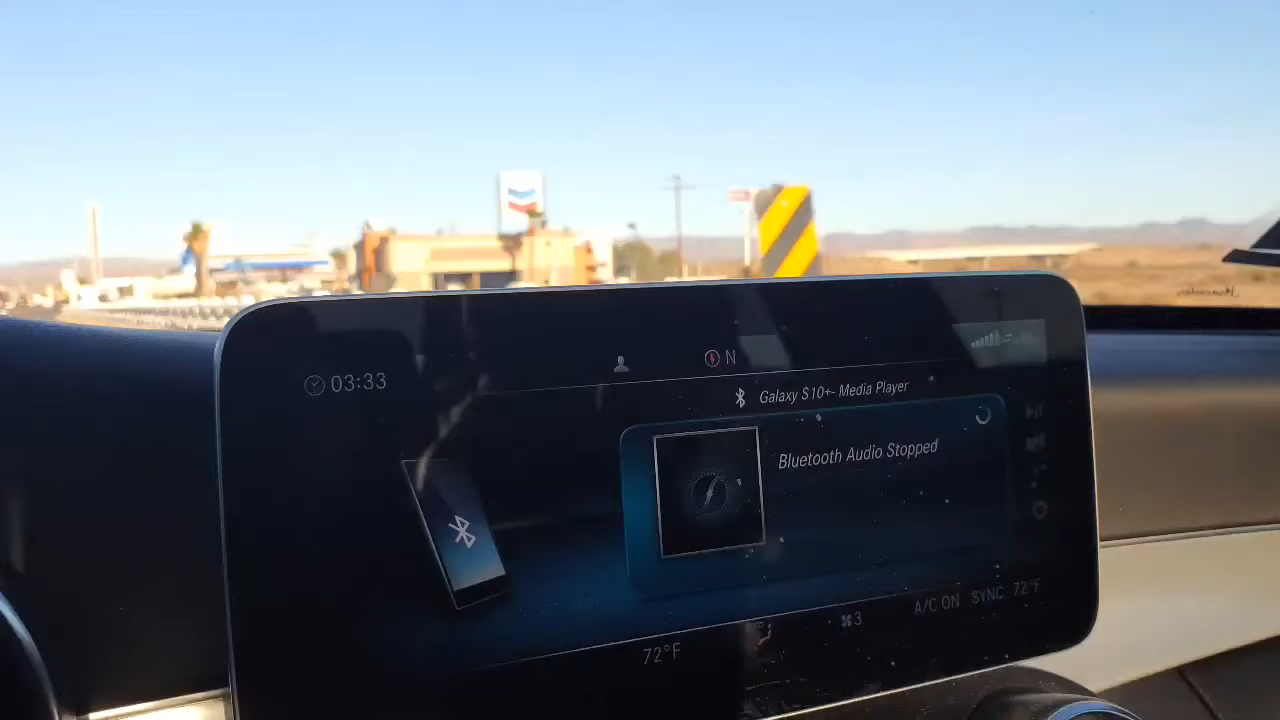 03:33
N
Galaxy S10+- Media Player
Bluetooth Audio Stopped
A/C ON SYNC 72°F
3
72°F